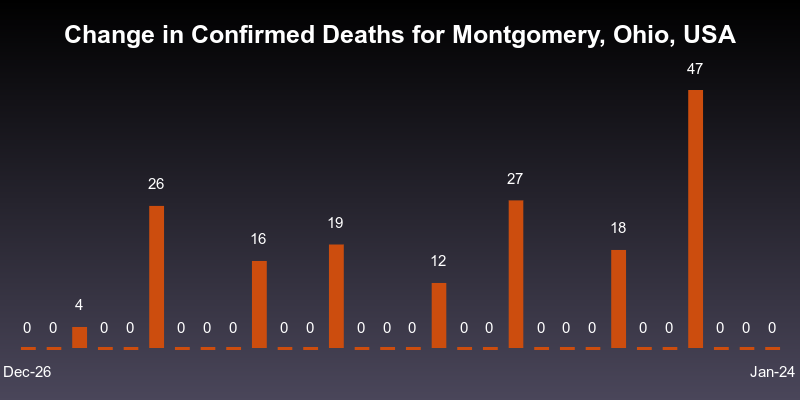 Change in Confirmed Deaths for Montgomery, Ohio, USA
0 0 4 0 0 26 0 0 0 16 0 0 19 0 0 0 12 0 0 27 0 0 0 18 0 0 47 0 0 0
Dec-26 Jan-24